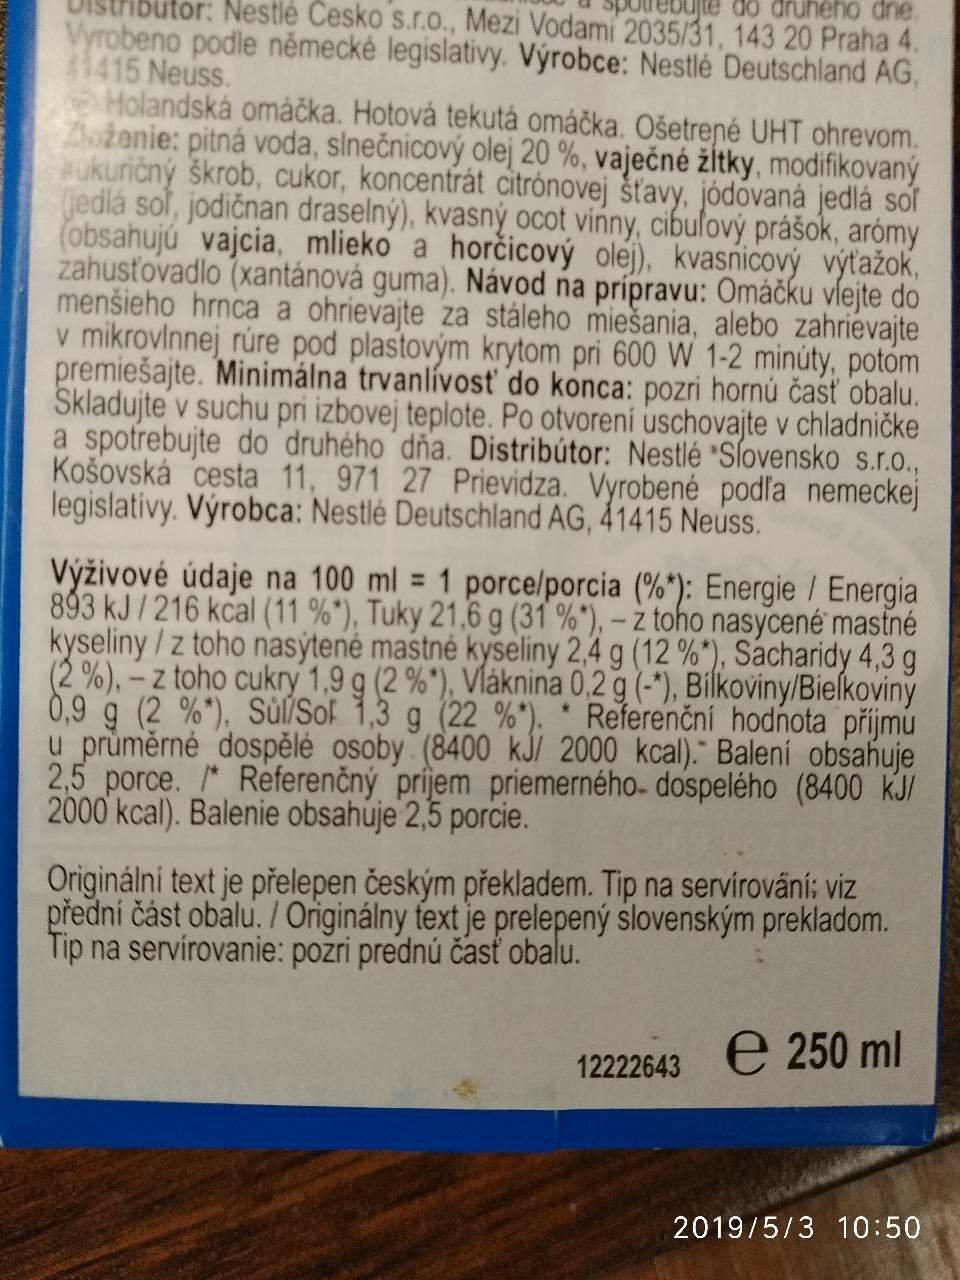 a spotřebujte do druhého dne.
Distributor: Nestlé Česko s.r.o., Mezi Vodami 2035/31, 143 20 Praha 4.
Vyrobeno podle německé legislativy. Výrobce: Nestlé Deutschland AG,
41415 Neuss.
Holandská omáčka. Hotová tekutá omáčka. Ošetrené UHT ohrevom.
Zloženie: pitná voda, slnečnicový olej 20 %, vaječné žĺtky, modifikovaný
kukuričný škrob, cukor, koncentrát citrónovej šťavy, jódovaná jedlá soľ
(jedlá soľ, jodičnan draselný), kvasný ocot vínny, cibuľový prášok, arómy
(obsahujú vajcia, mlieko a horčicový olej), kvasnicový výťažok,
zahusťovadlo (xantánová guma). Návod na prípravu: Omáčku vlejte do
menšieho hrnca a ohrievajte za stáleho miešania, alebo zahrievajte
v mikrovlnnej rúre pod plastovým krytom pri 600 W 1-2 minúty, potom
premiešajte. Minimálna trvanlivosť do konca: pozri hornú časť obalu.
Skladujte v suchu pri izbovej teplote. Po otvorení uschovajte v chladničke
a spotrebujte do druhého dňa. Distribútor: Nestlé Slovensko s.r.o.,
Košovská cesta 11, 971 27 Prievidza. Vyrobené podľa nemeckej
legislatívy. Výrobca: Nestlé Deutschland AG, 41415 Neuss.
Výživové údaje na 100 ml = 1 porce/porcia (%*): Energie / Energia
893 kJ / 216 kcal (11 %*), Tuky 21,6 g (31 %*), – z toho nasycené mastné
kyseliny / z toho nasýtené mastné kyseliny 2,4 g (12 %*), Sacharidy 4,3 g
(2 %), – z toho cukry 1,9 g (2 %*), Vláknina 0,2 g (-*), Bílkoviny/Bielkoviny
0,9 g (2 %*), Sůl/Soľ 1,3 g (22 %*). * Referenční hodnota příjmu
u průměrné dospělé osoby (8400 kJ/ 2000 kcal). Balení obsahuje
2,5 porce. /* Referenčný príjem priemerného dospelého (8400 kJ/
2000 kcal). Balenie obsahuje 2,5 porcie.
Originální text je přelepen českým překladem. Tip na servírování: viz
přední část obalu. / Originálny text je prelepený slovenským prekladom.
Tip na servírovanie: pozri prednú časť obalu.
12222643 e 250 ml
2019/5/3 10:50